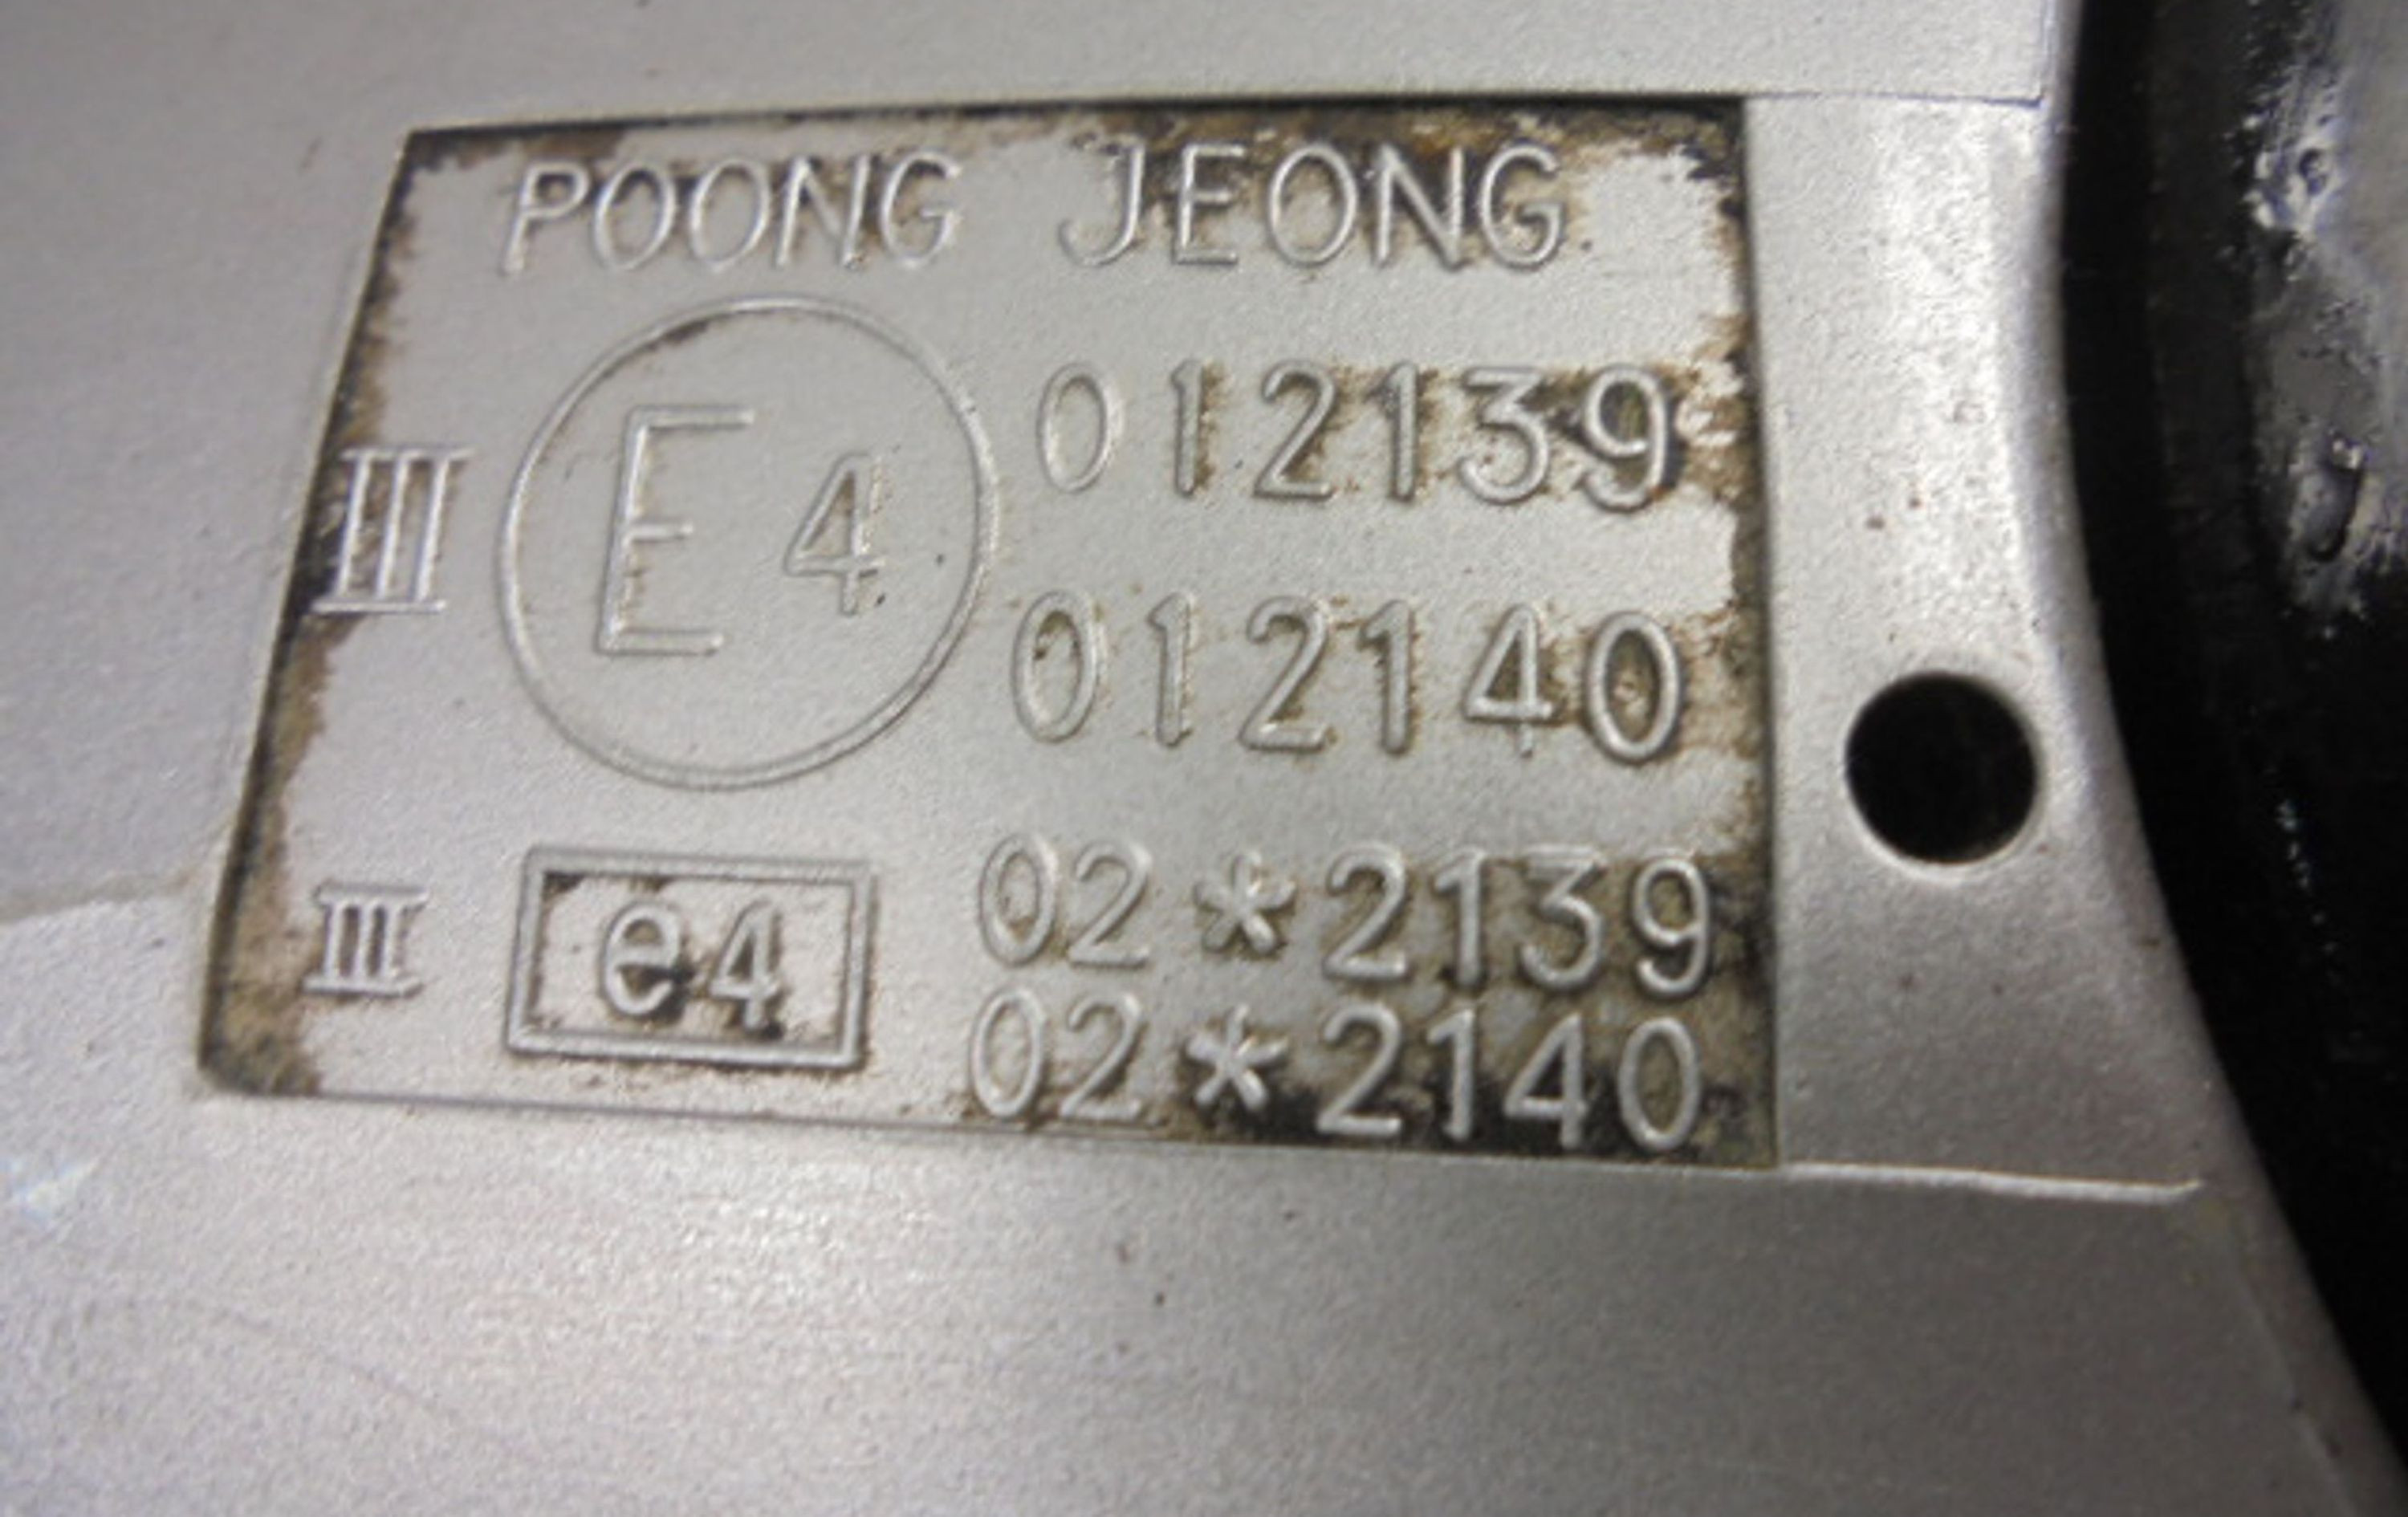 POONG JEONG
III E4 012139
012140
III e4 02*2139
02*2140